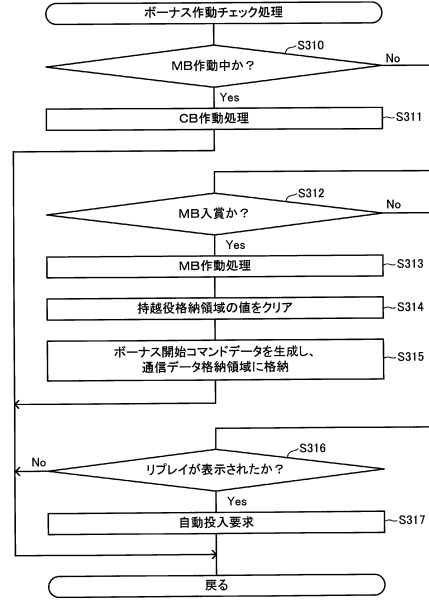 ボーナス作動チェック処理
S310
MB作動中か?
No
Yes
CB作動処理
S311
S312
MB入賞か?
No
Yes
MB作動処理
S313
持越役格納領域の値をクリア
S314
ボーナス開始コマンドデータを生成し、
通信データ格納領域に格納
S315
S316
No
リプレイが表示されたか?
Yes
自動投入要求
S317
戻る